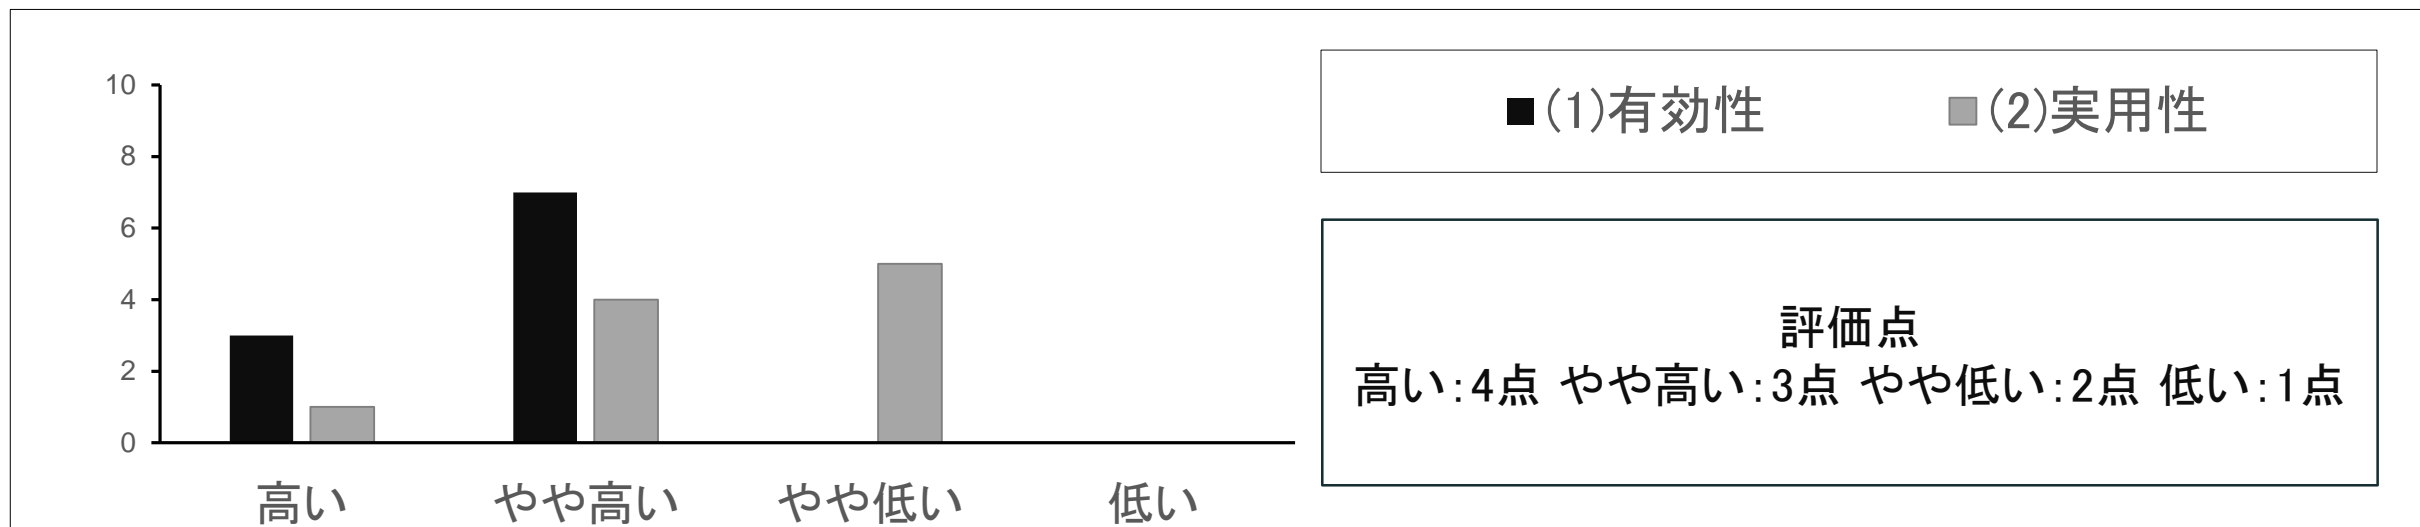 10
8
6
4
2
0
高い やや高い やや低い 低い
(1)有効性 (2)実用性
評価点
高い:4点 やや高い:3点 やや低い:2点 低い:1点